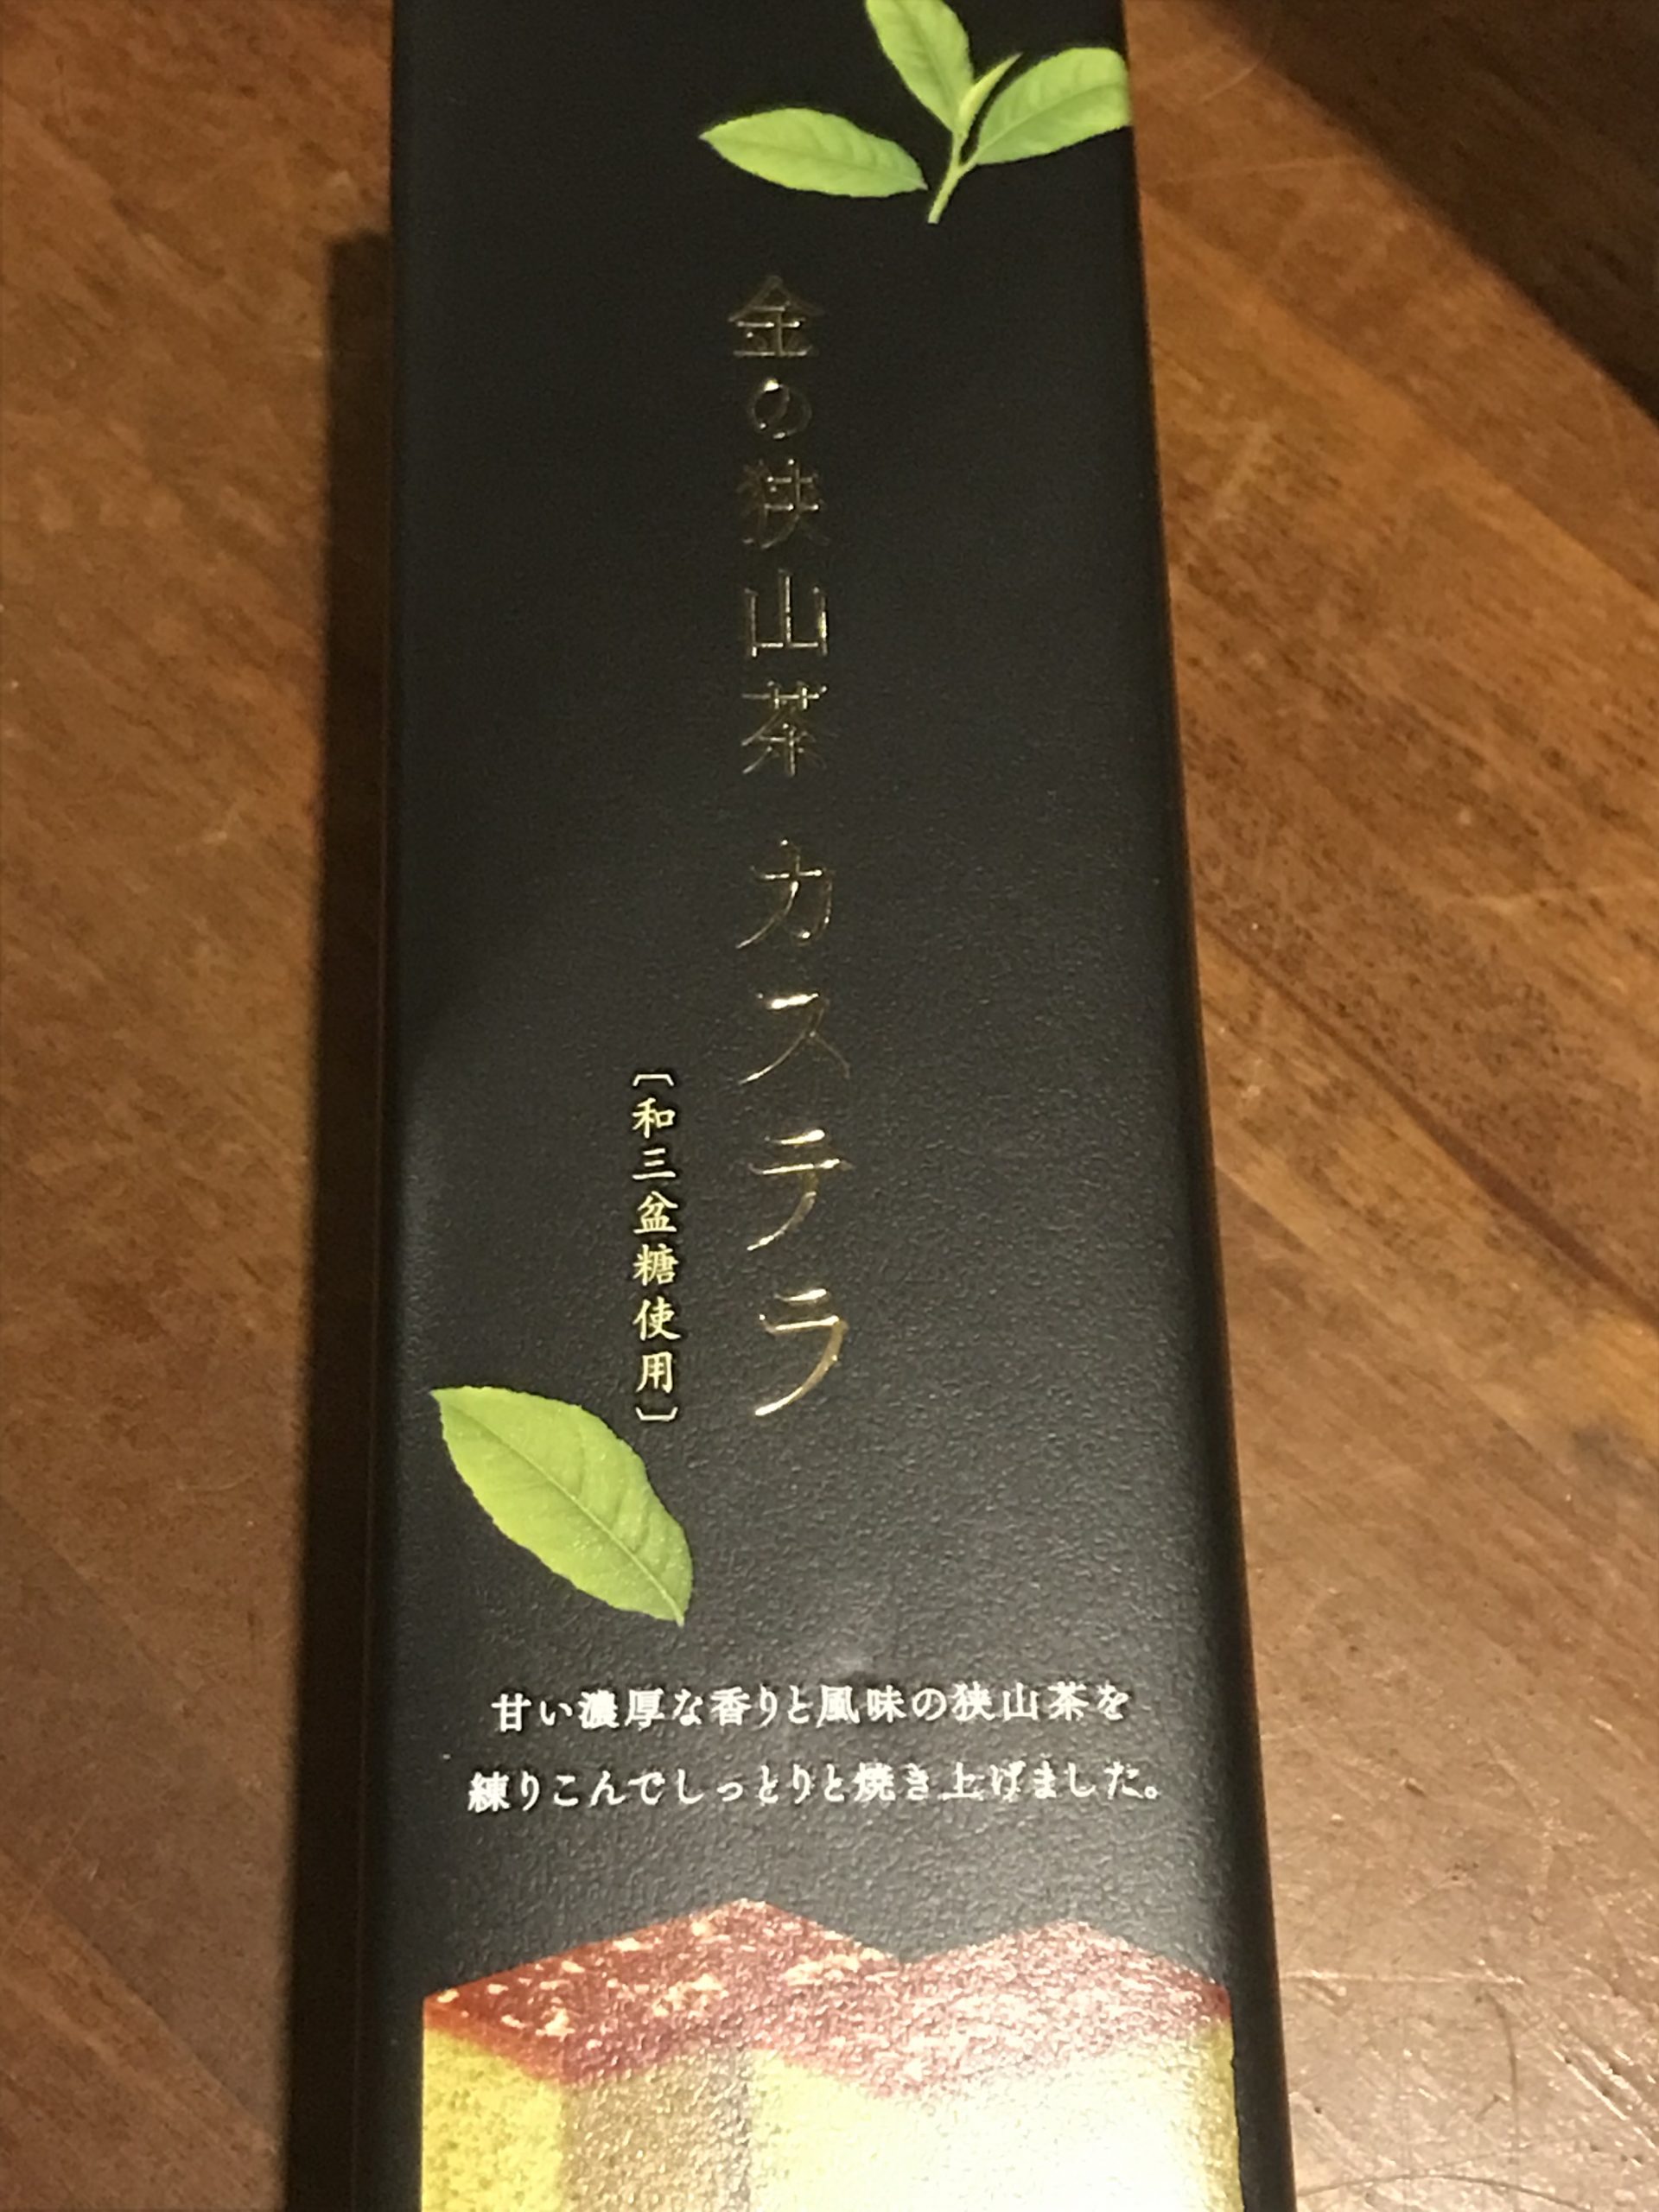 金の狭山茶カステラ
〔和三盆糖使用〕
甘い濃厚な香りと風味の狭山茶を
練りこんでしっとりと焼き上げました。